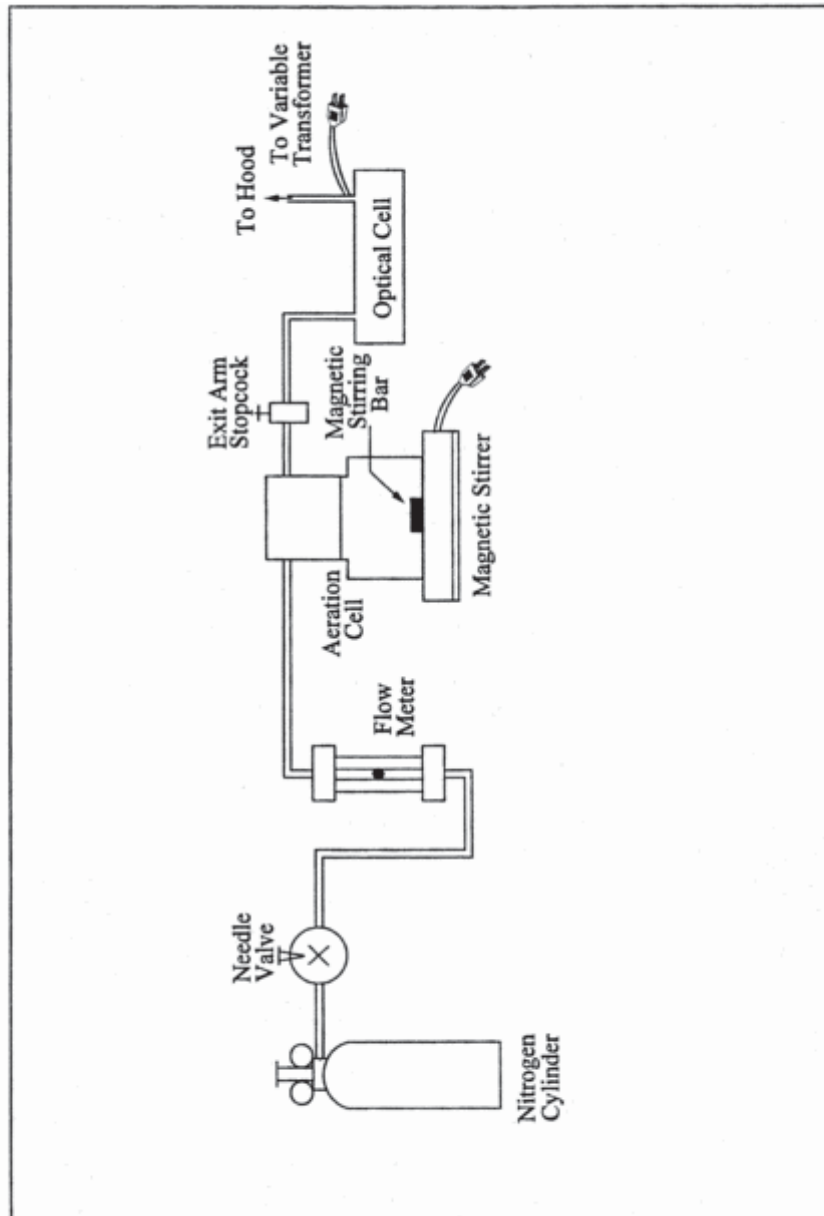 Nitrogen
Cylinder
Needle
Valve
Flow
Meter
Aeration
Cell
Magnetic Stirrer
Magnetic
Stirring
Bar
Exit Arm
Stopcock
Optical Cell
To Hood
To Variable
Transformer